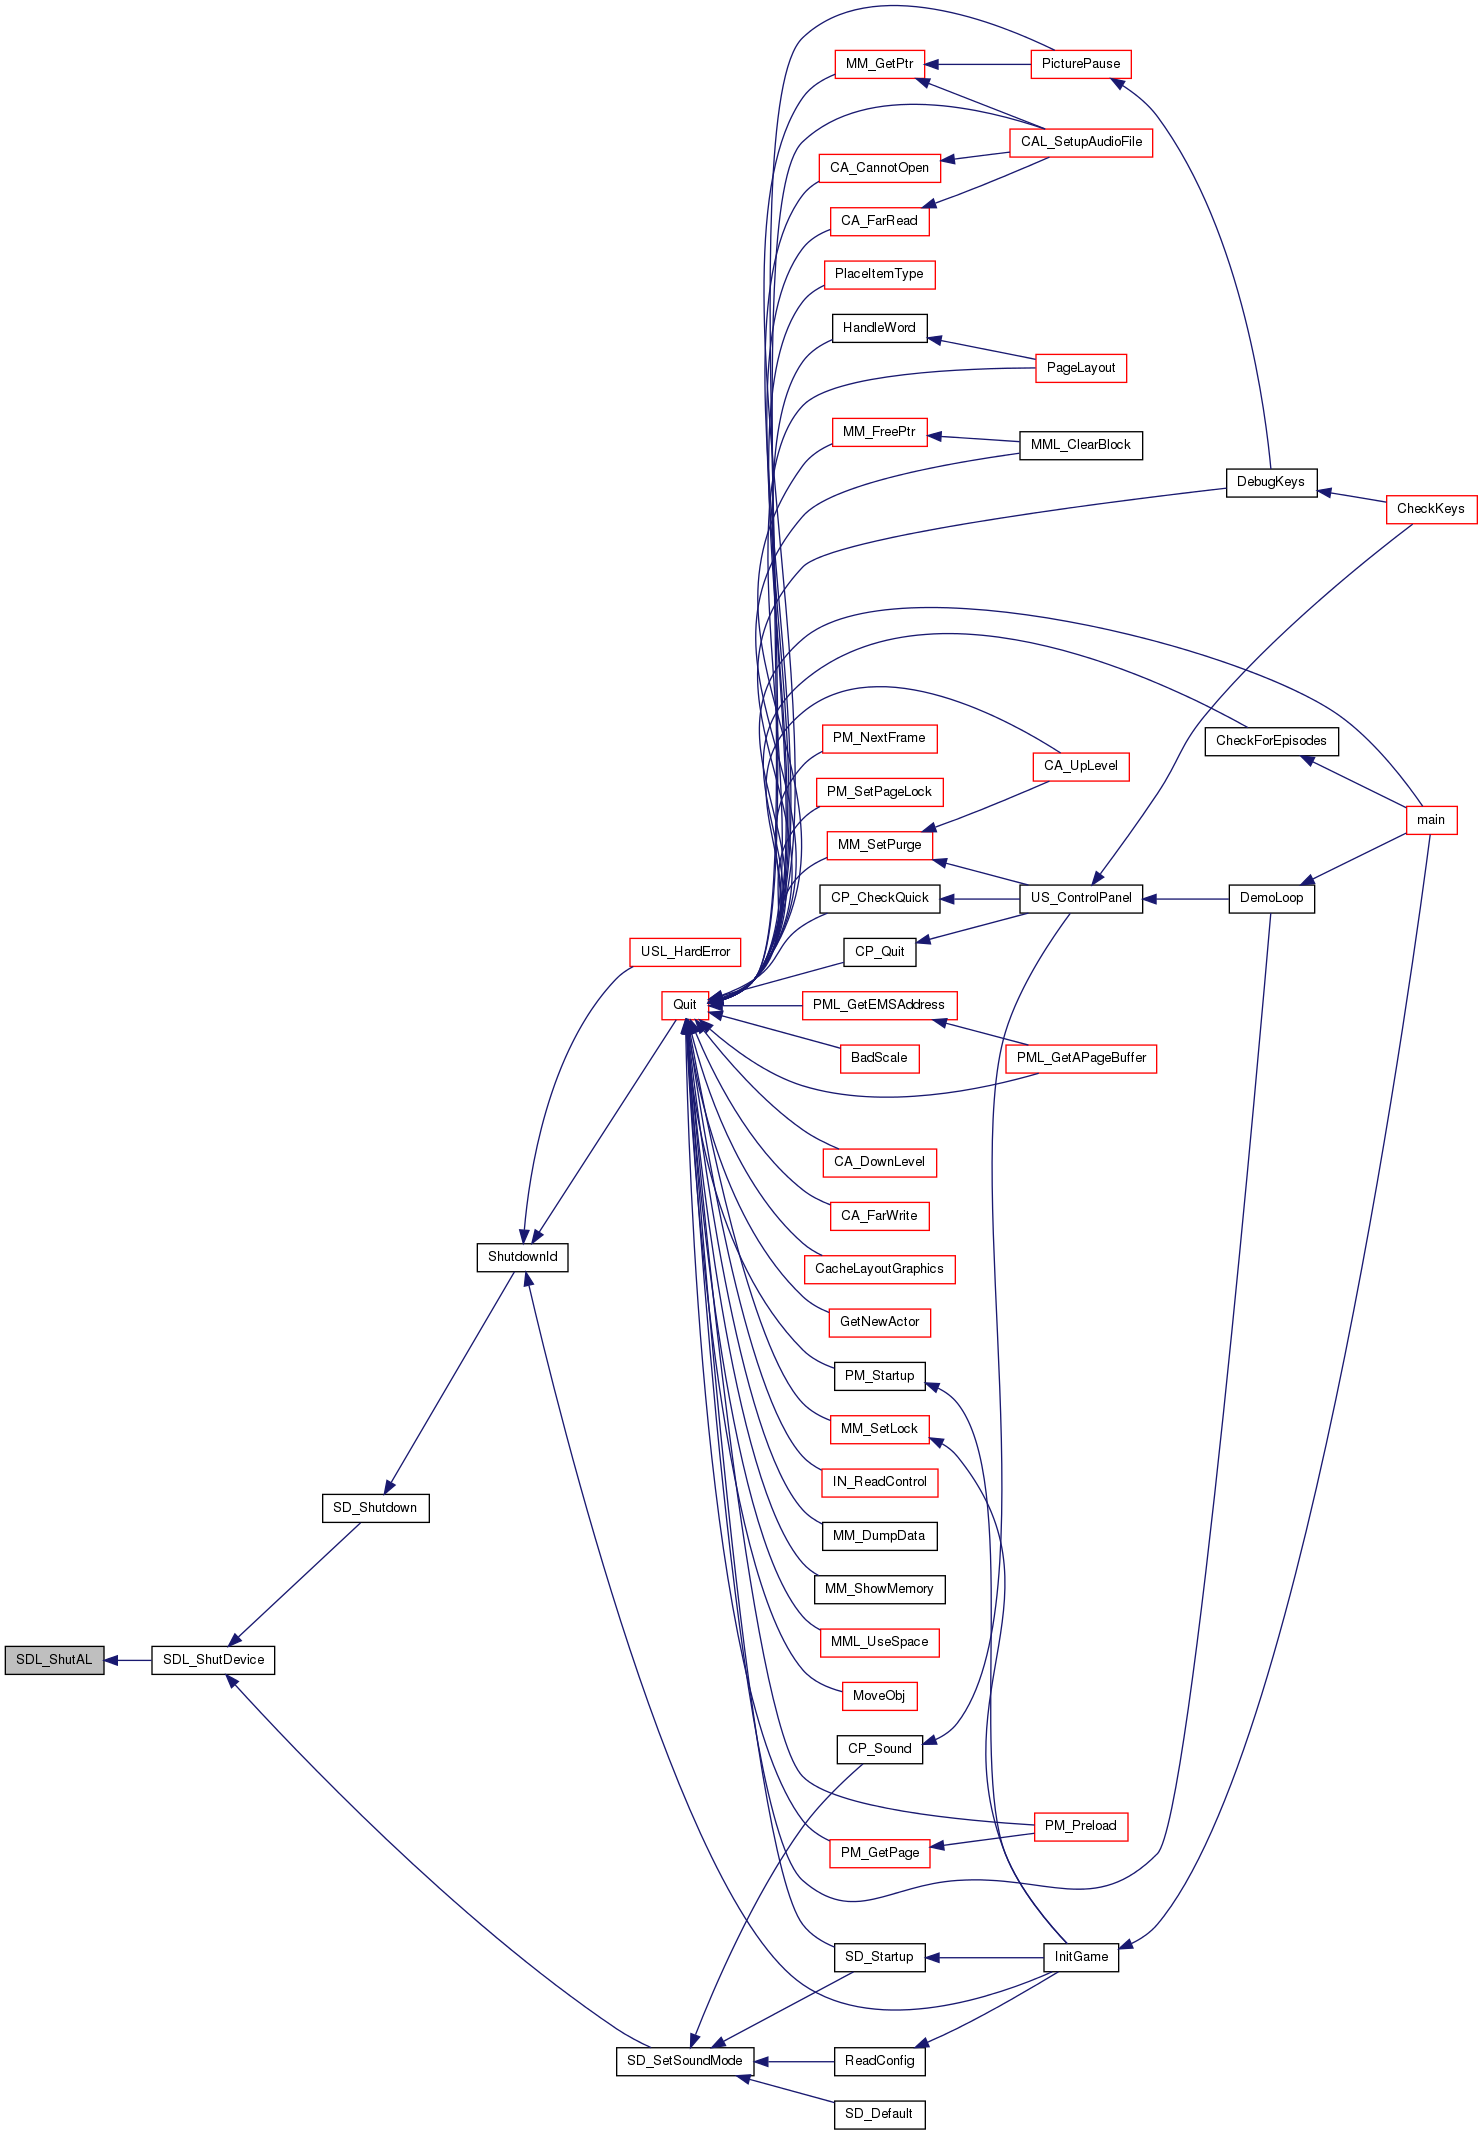 PicturePause
MM_GetPtr
CAL_SetupAudioFile
CA_CannotOpen
CA_FarRead
PlaceItemType
HandleWord
PageLayout
MM_FreePtr
MML_ClearBlock
DebugKeys
CheckKeys
PM_NextFrame
CheckForEpisodes
CA_UpLevel
PM_SetPageLock
main
MM_SetPurge
CP_CheckQuick
US_ControlPanel
DemoLoop
USL_HardError
CP_Quit
Quit
PML_GetEMSAddress
BadScale
PML_GetAPageBuffer
CA_DownLevel
CA_FarWrite
ShutdownId
CacheLayoutGraphics
GetNewActor
PM_Startup
MM_SetLock
IN_ReadControl
SD_Shutdown
MM_DumpData
MM_ShowMemory
MML_UseSpace
SDL_ShutAL
SDL_ShutDevice
MoveObj
CP_Sound
PM_Preload
PM_GetPage
SD_Startup
InitGame
SD_SetSoundMode
ReadConfig
SD_Default